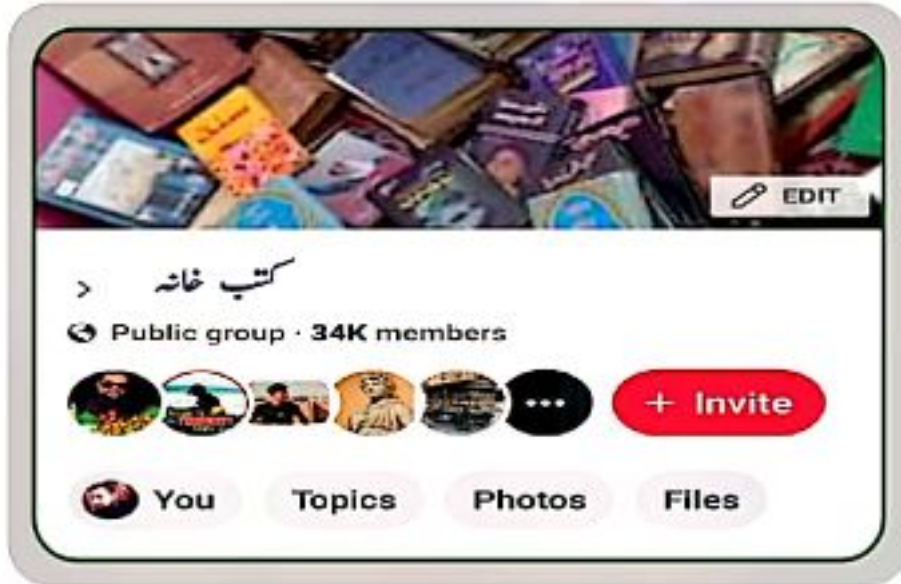 EDIT
کتب خانہ
Public group · 34K members
+ Invite
You Topics Photos Files